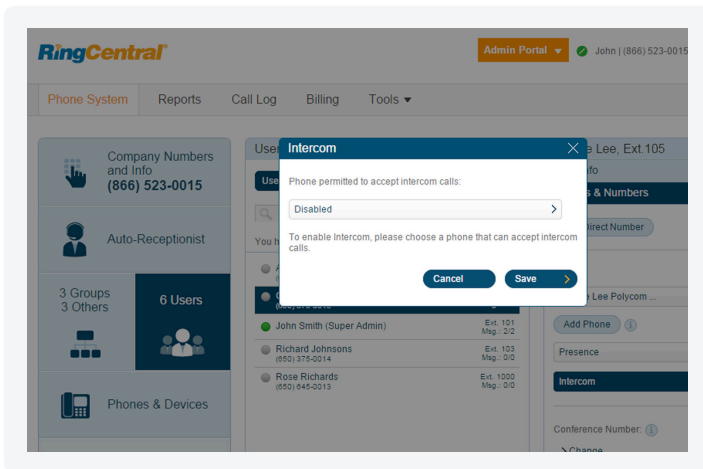 RingCentral®
Admin Portal
John | (866) 523-0015
Phone System
Reports
Call Log
Billing
Tools
Company Numbers
and Info
(866) 523-0015
Auto-Receptionist
3 Groups
3 Others
6 Users
Phones & Devices
Intercom
Phone permitted to accept intercom calls:
Disabled
To enable Intercom, please choose a phone that can accept intercom
calls.
Cancel
Save
You h
John Smith (Super Admin)
Ext. 101
Msg.: 2/2
Richard Johnsons
(650) 375-0014
Ext. 103
Msg.: 0/0
Rose Richards
(650) 645-0013
Ext. 1000
Msg.: 0/0
e Lee, Ext.105
nfo
s & Numbers
Direct Number
e Lee Polycom ...
Add Phone
Presence
Intercom
Conference Number:
Change